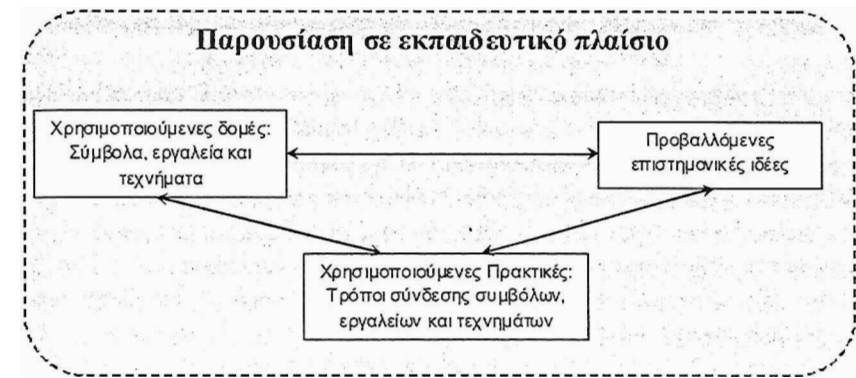 Παρουσίαση σε εκπαιδευτικό πλαίσιο
Χρησιμοποιούμενες δομές:
Σύμβολα, εργαλεία και
τεχνήματα
Προβαλλόμενες
επιστημονικές ιδέες
Χρησιμοποιούμενες Πρακτικές:
Τρόποι σύνδεσης συμβόλων,
εργαλείων και τεχνημάτων